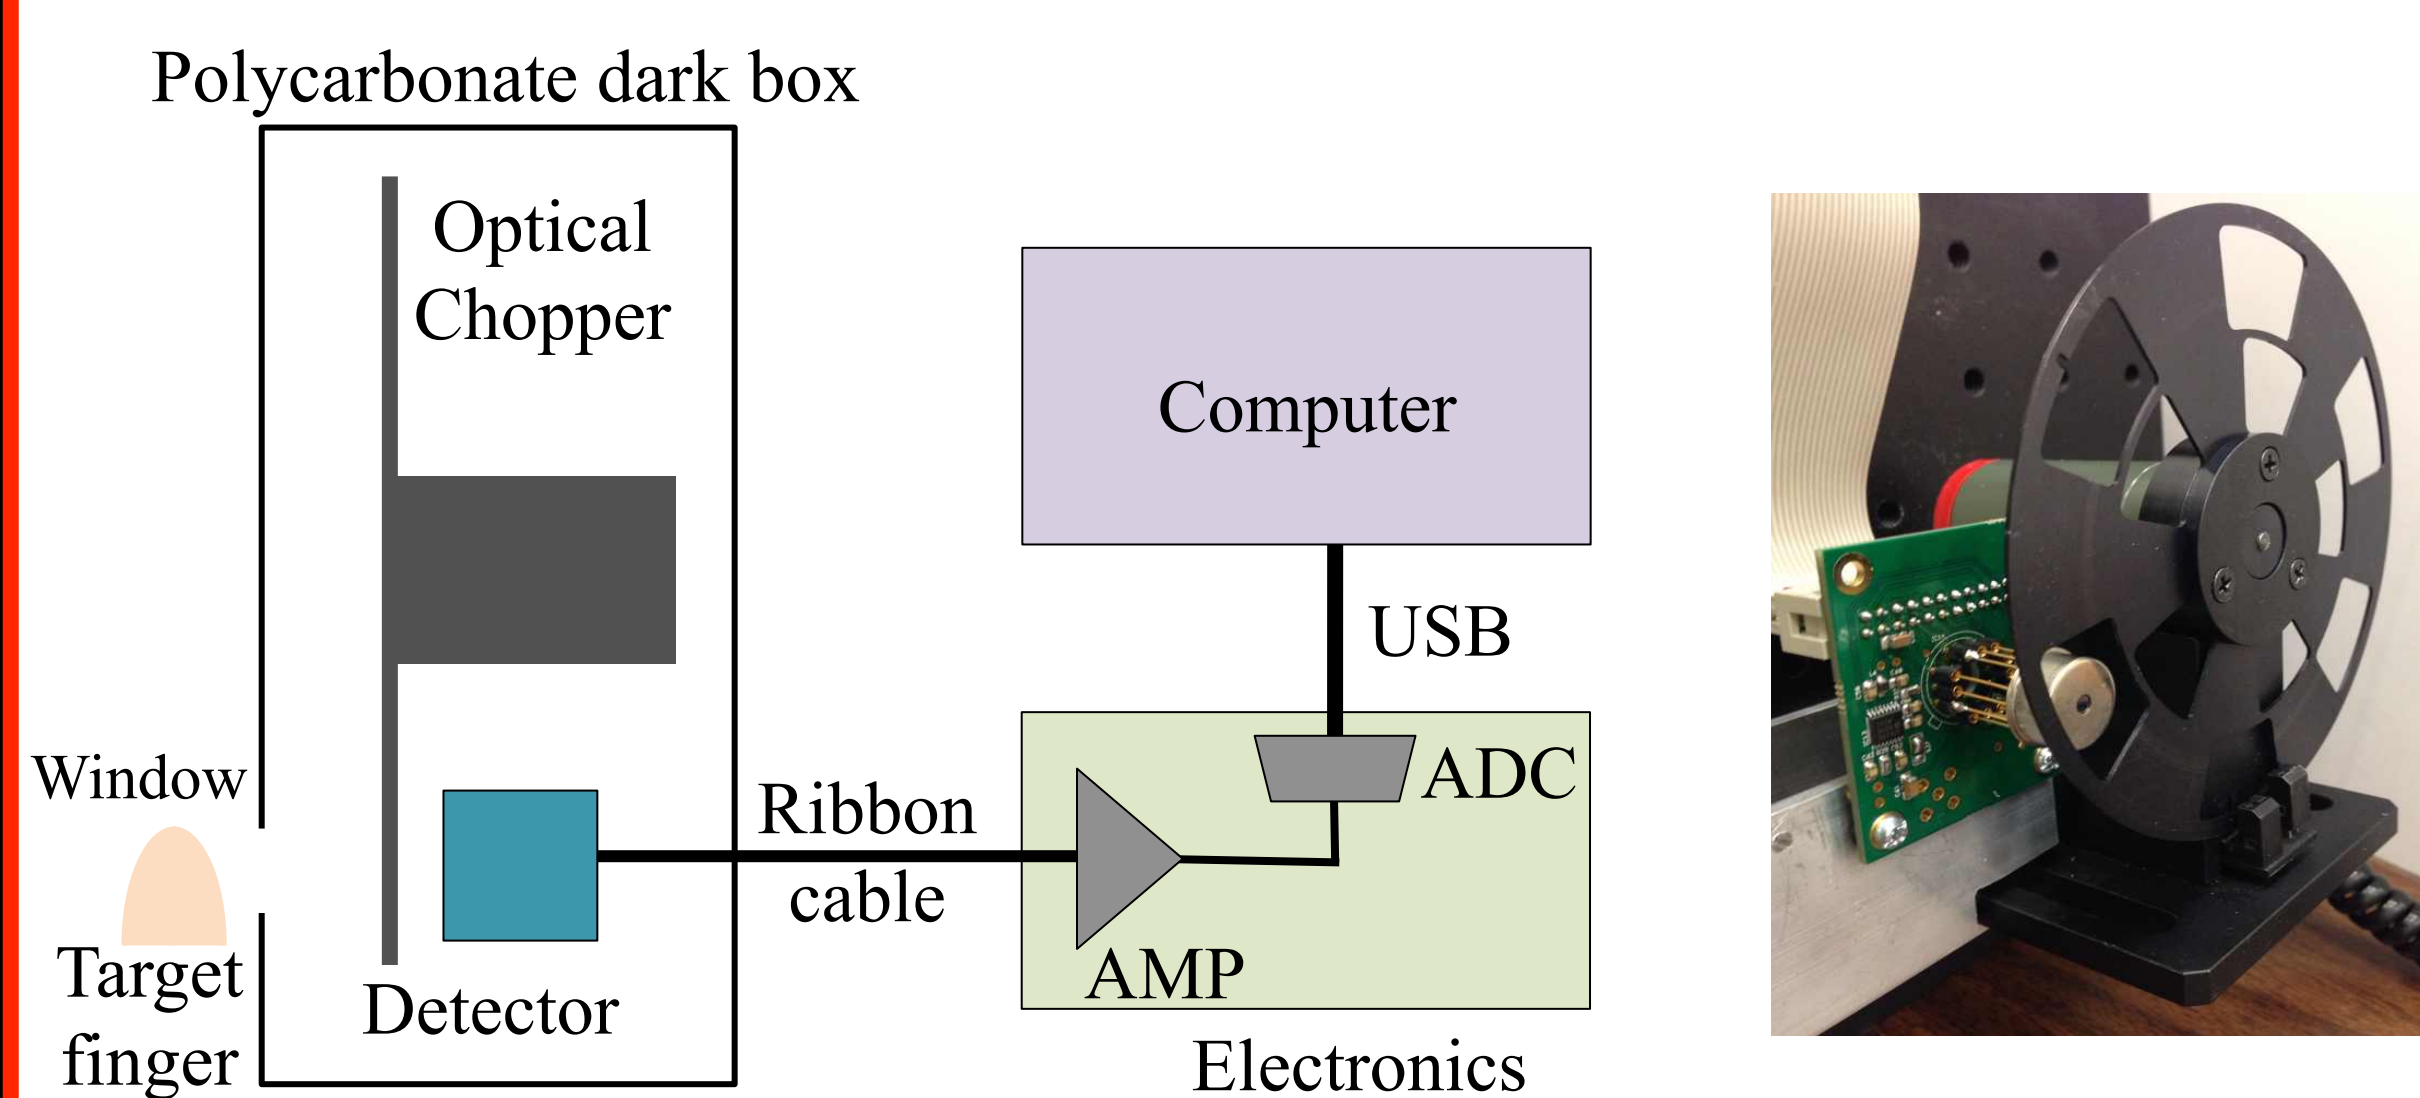 Polycarbonate dark box
Optical
Chopper
Computer
USB
Window
ADC
Ribbon
cable
Target
finger
AMP
Detector
Electronics